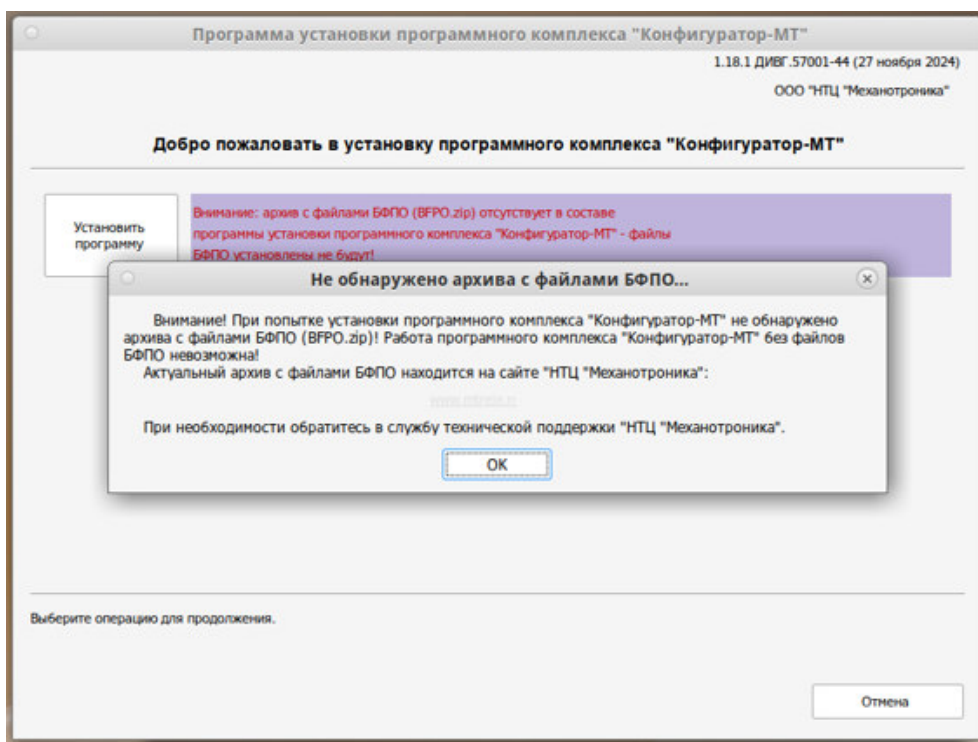 Программа установки программного комплекса "Конфигуратор-МТ"
1.18.1 ДИВГ.57001-44 (27 ноября 2024)
ООО "НТЦ "Механотроника"
Добро пожаловать в установку программного комплекса "Конфигуратор-МТ"
Установить
программу
Внимание: архив с файлами БФПО (BFPO.zip) отсутствует в составе
программы установки программного комплекса "Конфигуратор-МТ" - файлы
БФПО установлены не будут!
Не обнаружено архива с файлами БФПО...
Внимание! При попытке установки программного комплекса "Конфигуратор-МТ" не обнаружено
архива с файлами БФПО (BFPO.zip)! Работа программного комплекса "Конфигуратор-МТ" без файлов
БФПО невозможна!
Актуальный архив с файлами БФПО находится на сайте "НТЦ "Механотроника":
При необходимости обратитесь в службу технической поддержки "НТЦ "Механотроника".
OK
Выберите операцию для продолжения.
Отмена